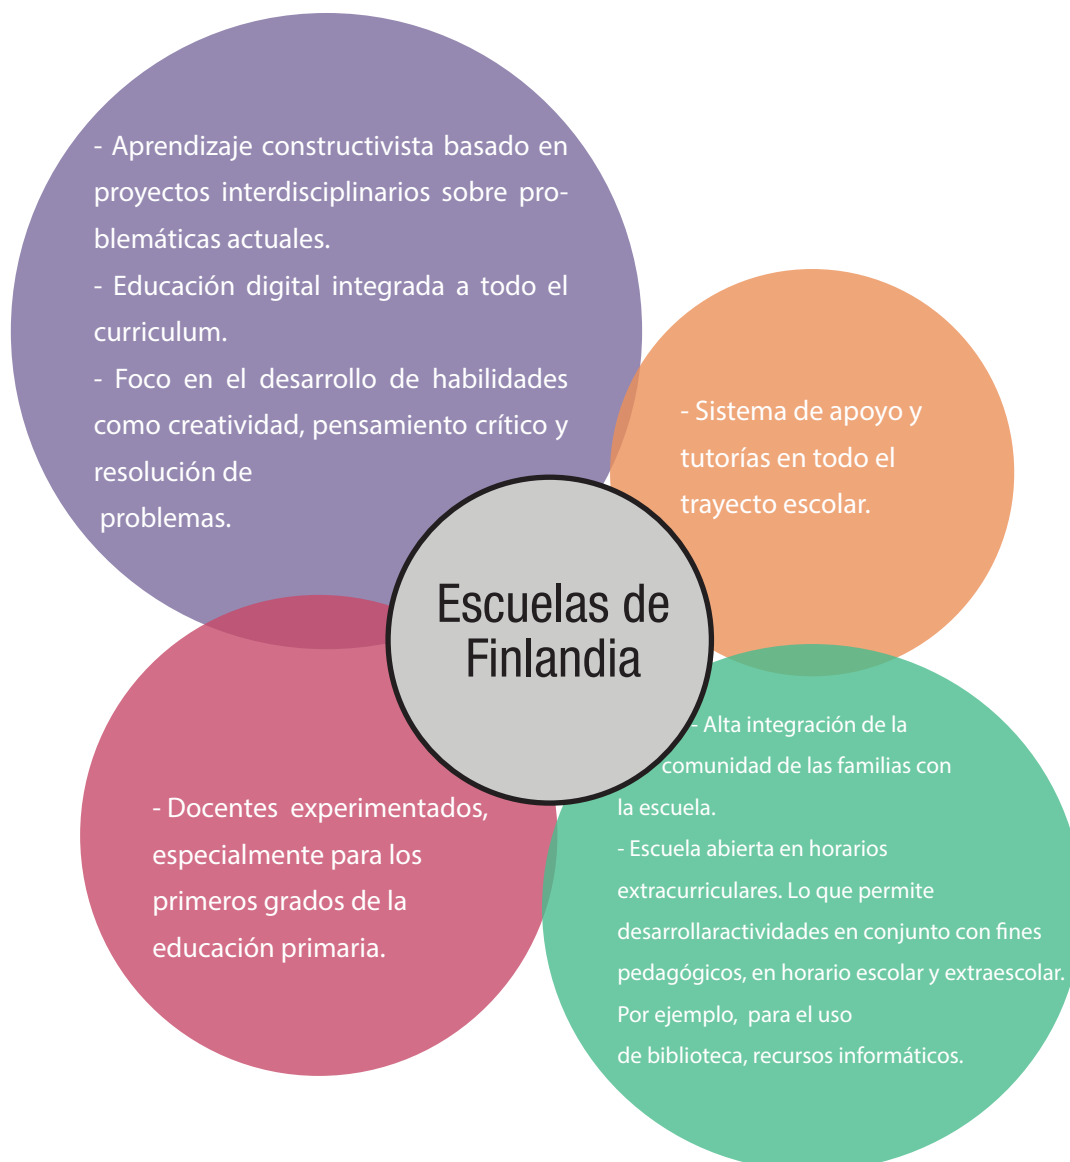 - Aprendizaje constructivista basado en
proyectos interdisciplinarios sobre pro-
blemáticas actuales.
- Educación digital integrada a todo el
curriculum.
- Foco en el desarrollo de habilidades
como creatividad, pensamiento crítico y
resolución de
problemas.
- Sistema de apoyo y
tutorías en todo el
trayecto escolar.
Escuelas de
Finlandia
- Docentes experimentados,
especialmente para los
primeros grados de la
educación primaria.
- Alta integración de la
comunidad de las familias con
la escuela.
- Escuela abierta en horarios
extracurriculares. Lo que permite
desarrollaractividades en conjunto con fines
pedagógicos, en horario escolar y extraescolar.
Por ejemplo, para el uso
de biblioteca, recursos informáticos.